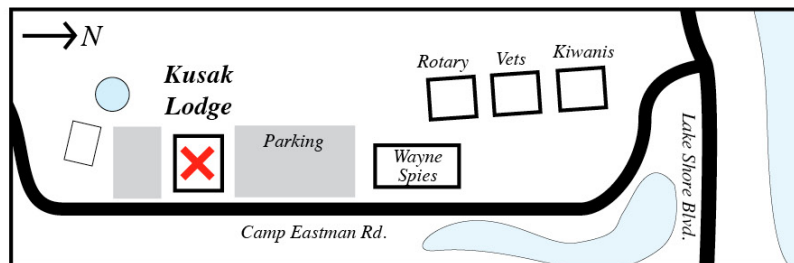 N
Kusak
Lodge
Rotary
Vets
Kiwanis
Parking
Wayne
Spies
Lake Shore Blvd.
Camp Eastman Rd.